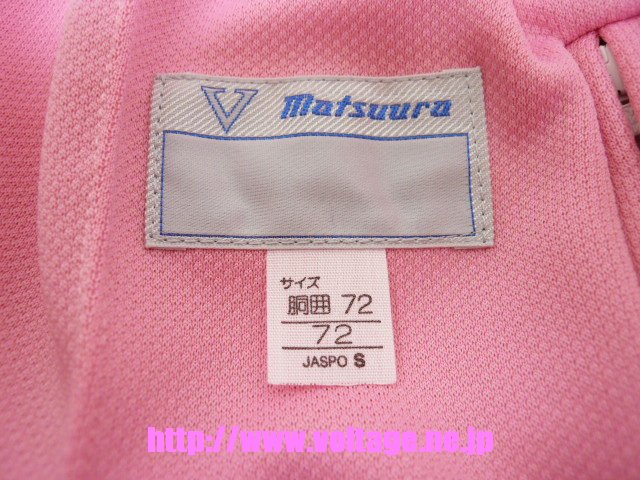 Matsuura
サイズ
胴囲 72
72
JASPO S
http://www.voltage.ne.jp